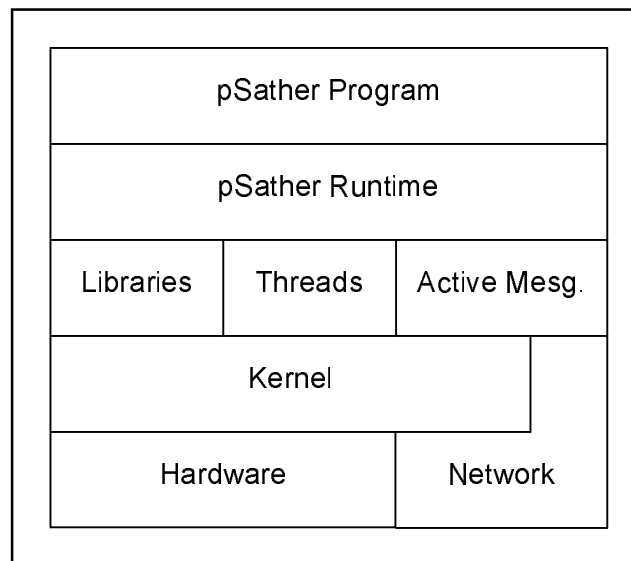 pSather Program
pSather Runtime
Libraries
Threads
Active Mesg.
Kernel
Hardware
Network